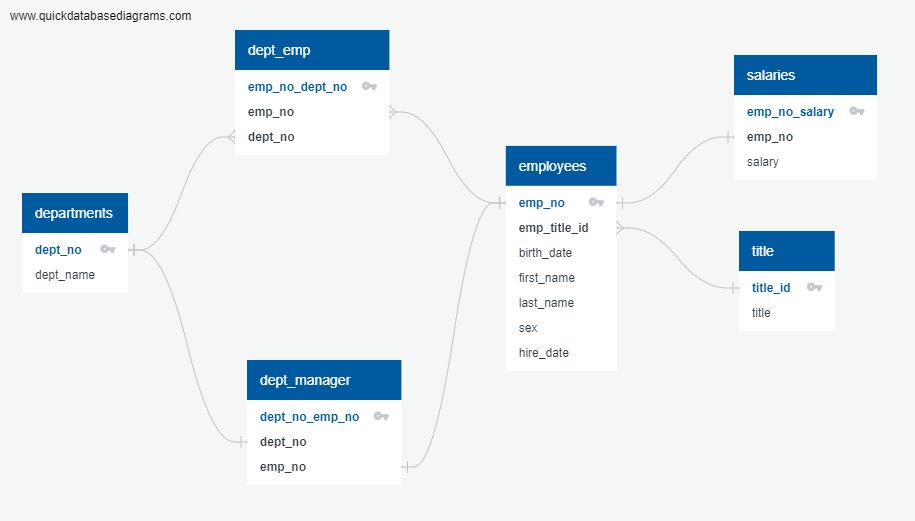 www.quickdatabasediagrams.com
dept_emp
emp_no_dept_no
emp_no
dept_no
departments
dept_no
dept_name
dept_manager
dept_no_emp_no
dept_no
emp_no
employees
emp_no
emp_title_id
birth_date
first_name
last_name
sex
hire_date
salaries
emp_no_salary
emp_no
salary
title
title_id
title